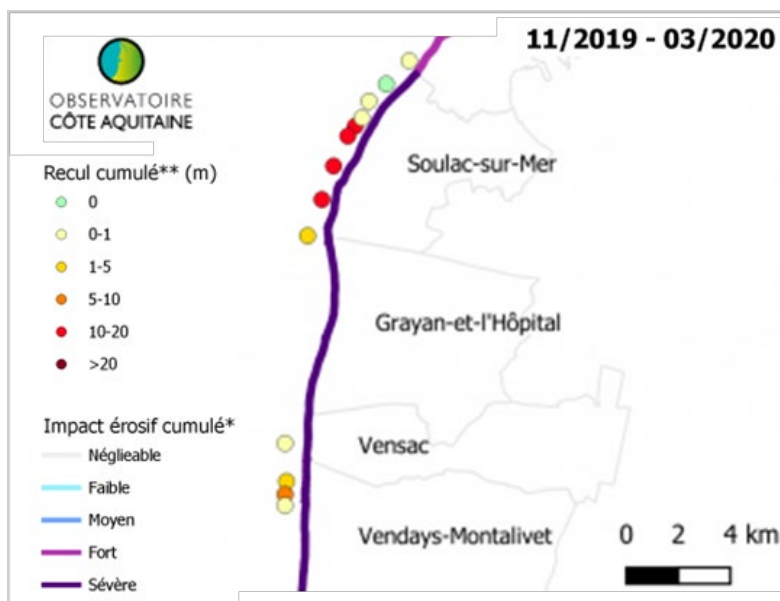 11/2019 - 03/2020
OBSERVATOIRE
CÔTE AQUITAINE
Recul cumulé** (m)
0
0-1
1-5
5-10
10-20
>20
Impact érosif cumulé*
Néglieable
Faible
Moyen
Fort
Sévère
Soulac-sur-Mer
Grayan-et-l'Hôpital
Vensac
Vendays-Montalivet
0 2 4 km